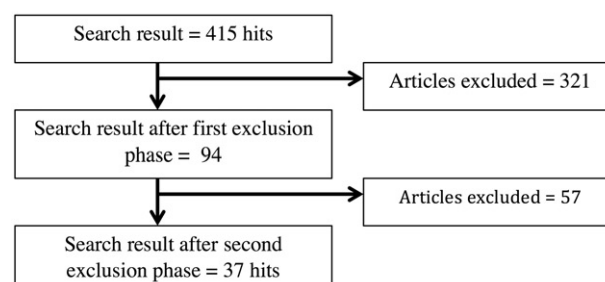 Search result = 415 hits
Articles excluded = 321
Search result after first exclusion
phase = 94
Articles excluded = 57
Search result after second
exclusion phase = 37 hits